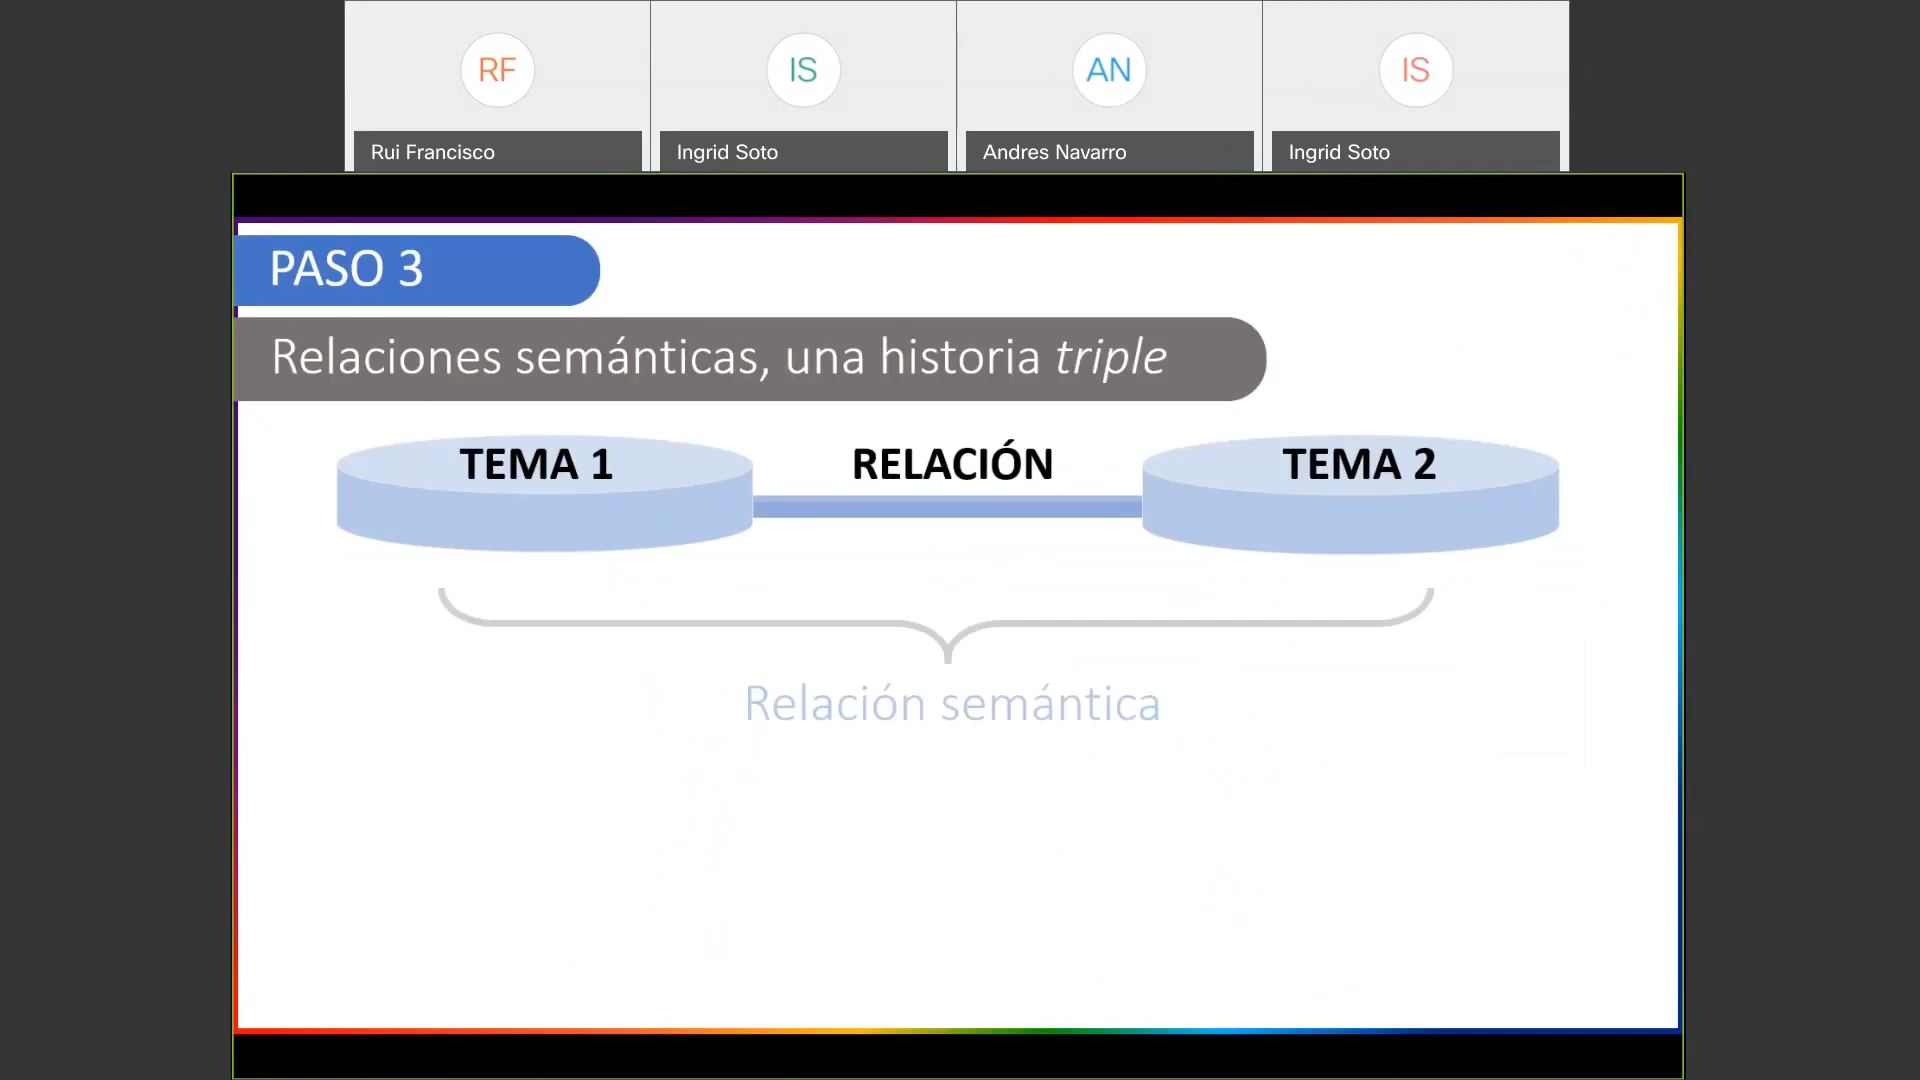 RF
IS
AN
IS
Rui Francisco
Ingrid Soto
Andres Navarro
Ingrid Soto
PASO 3
Relaciones semánticas, una historia triple
TEMA 1
RELACIÓN
TEMA 2
Relación semántica